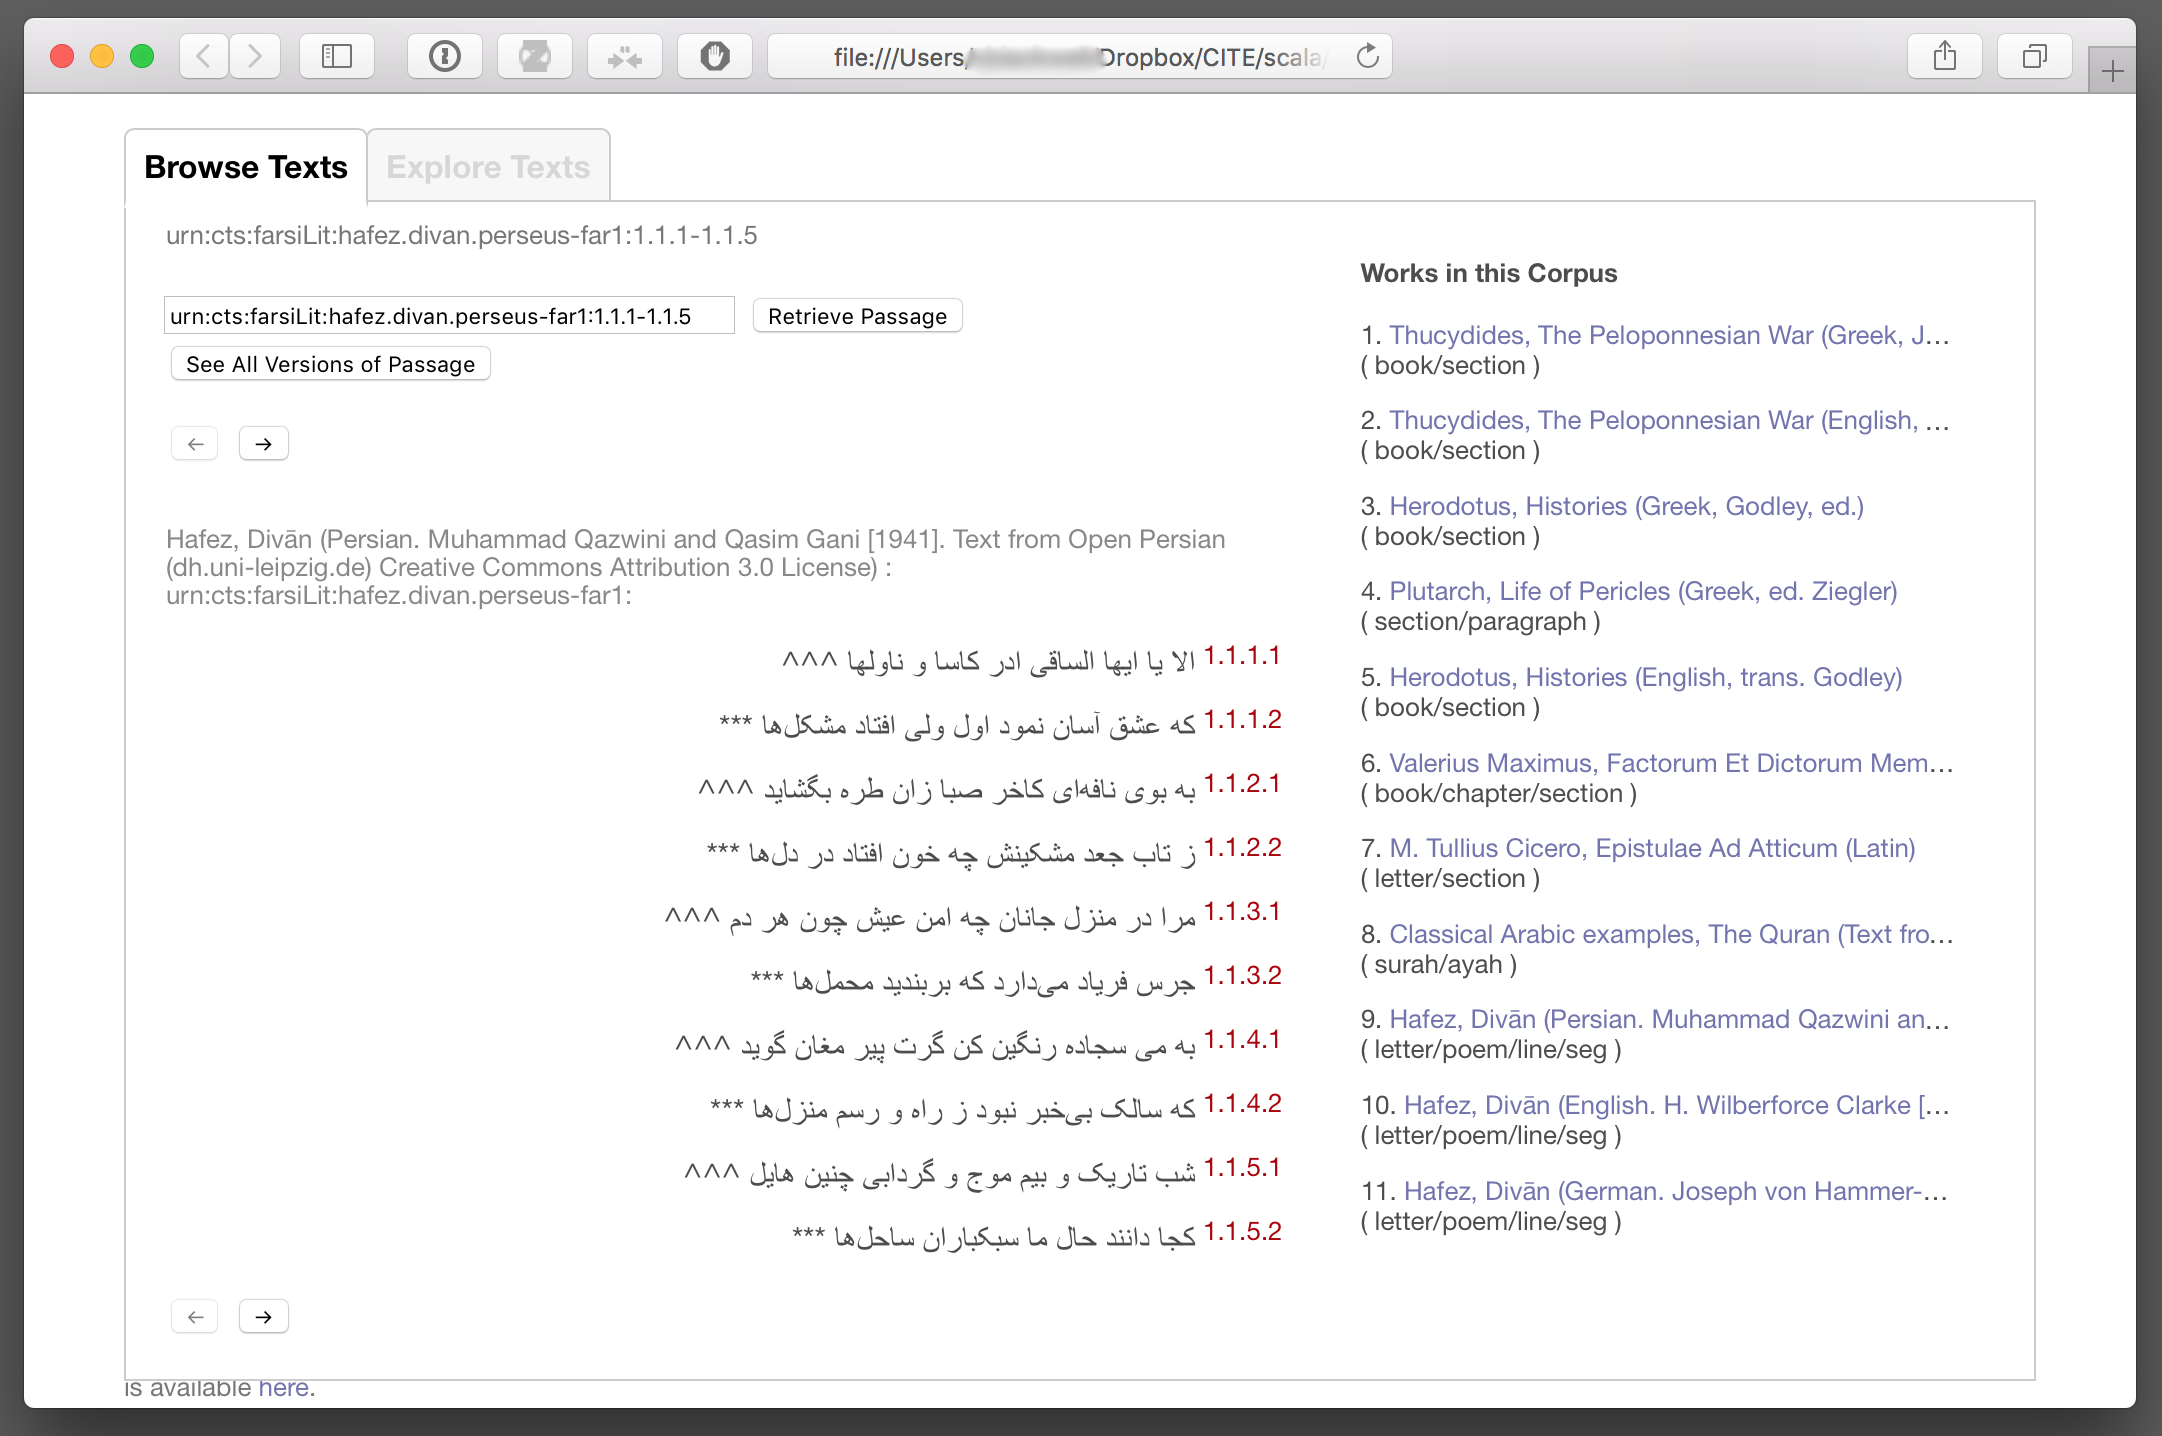 file:///Users/ Dropbox/CITE/scala/
Browse Texts
Explore Texts
urn:cts:farsiLit:hafez.divan.perseus-far1:1.1.1-1.1.5
urn:cts:farsiLit:hafez.divan.perseus-far1:1.1.1-1.1.5
Retrieve Passage
See All Versions of Passage
← →
Hafez, Divān (Persian. Muhammad Qazwini and Qasim Gani [1941]. Text from Open Persian
(dh.uni-leipzig.de) Creative Commons Attribution 3.0 License) :
urn:cts:farsiLit:hafez.divan.perseus-far1:
1.1.1.1 الا یا ایها الساقی ادر کاسا و ناولها ^^^
1.1.1.2 که عشق آسان نمود اول ولی افتاد مشکل‌ها ***
1.1.2.1 به بوی نافه‌ای کاخر صبا زان طره بگشاید ^^^
1.1.2.2 ز تاب جعد مشکینش چه خون افتاد در دل‌ها ***
1.1.3.1 مرا در منزل جانان چه امن عیش چون هر دم ^^^
1.1.3.2 جرس فریاد می‌دارد که بربندید محمل‌ها ***
1.1.4.1 به می سجاده رنگین کن گرت پیر مغان گوید ^^^
1.1.4.2 که سالک بی‌خبر نبود ز راه و رسم منزل‌ها ***
1.1.5.1 شب تاریک و بیم موج و گردابی چنین هایل ^^^
1.1.5.2 کجا دانند حال ما سبکباران ساحل‌ها ***
← →
Works in this Corpus
1. Thucydides, The Peloponnesian War (Greek, J…
( book/section )
2. Thucydides, The Peloponnesian War (English, …
( book/section )
3. Herodotus, Histories (Greek, Godley, ed.)
( book/section )
4. Plutarch, Life of Pericles (Greek, ed. Ziegler)
( section/paragraph )
5. Herodotus, Histories (English, trans. Godley)
( book/section )
6. Valerius Maximus, Factorum Et Dictorum Mem…
( book/chapter/section )
7. M. Tullius Cicero, Epistulae Ad Atticum (Latin)
( letter/section )
8. Classical Arabic examples, The Quran (Text fro…
( surah/ayah )
9. Hafez, Divān (Persian. Muhammad Qazwini an…
( letter/poem/line/seg )
10. Hafez, Divān (English. H. Wilberforce Clarke […
( letter/poem/line/seg )
11. Hafez, Divān (German. Joseph von Hammer-…
( letter/poem/line/seg )
is available here.